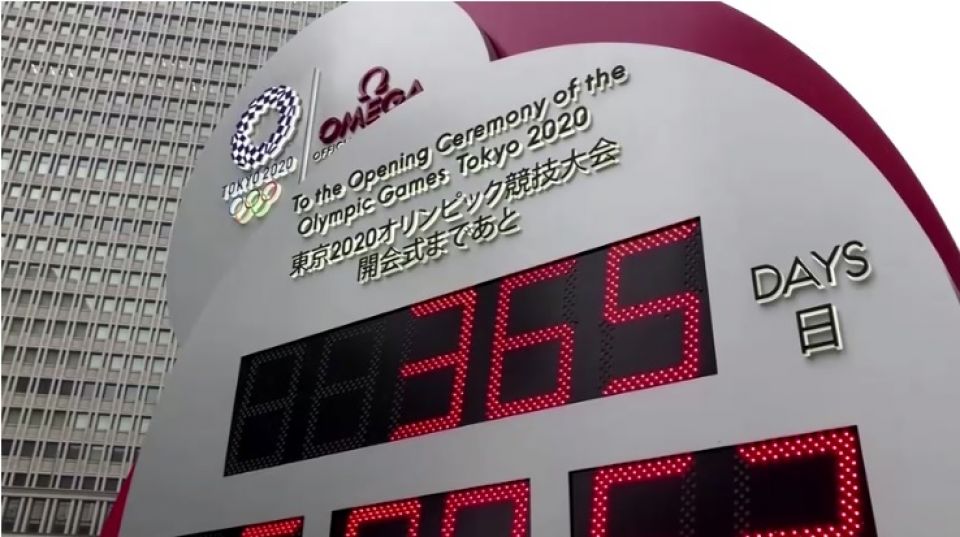 OMEGA
TOKYO 2020
To the Opening Ceremony of the
Olympic Games Tokyo 2020
東京2020オリンピック競技大会
開会式まであと
365
DAYS
日